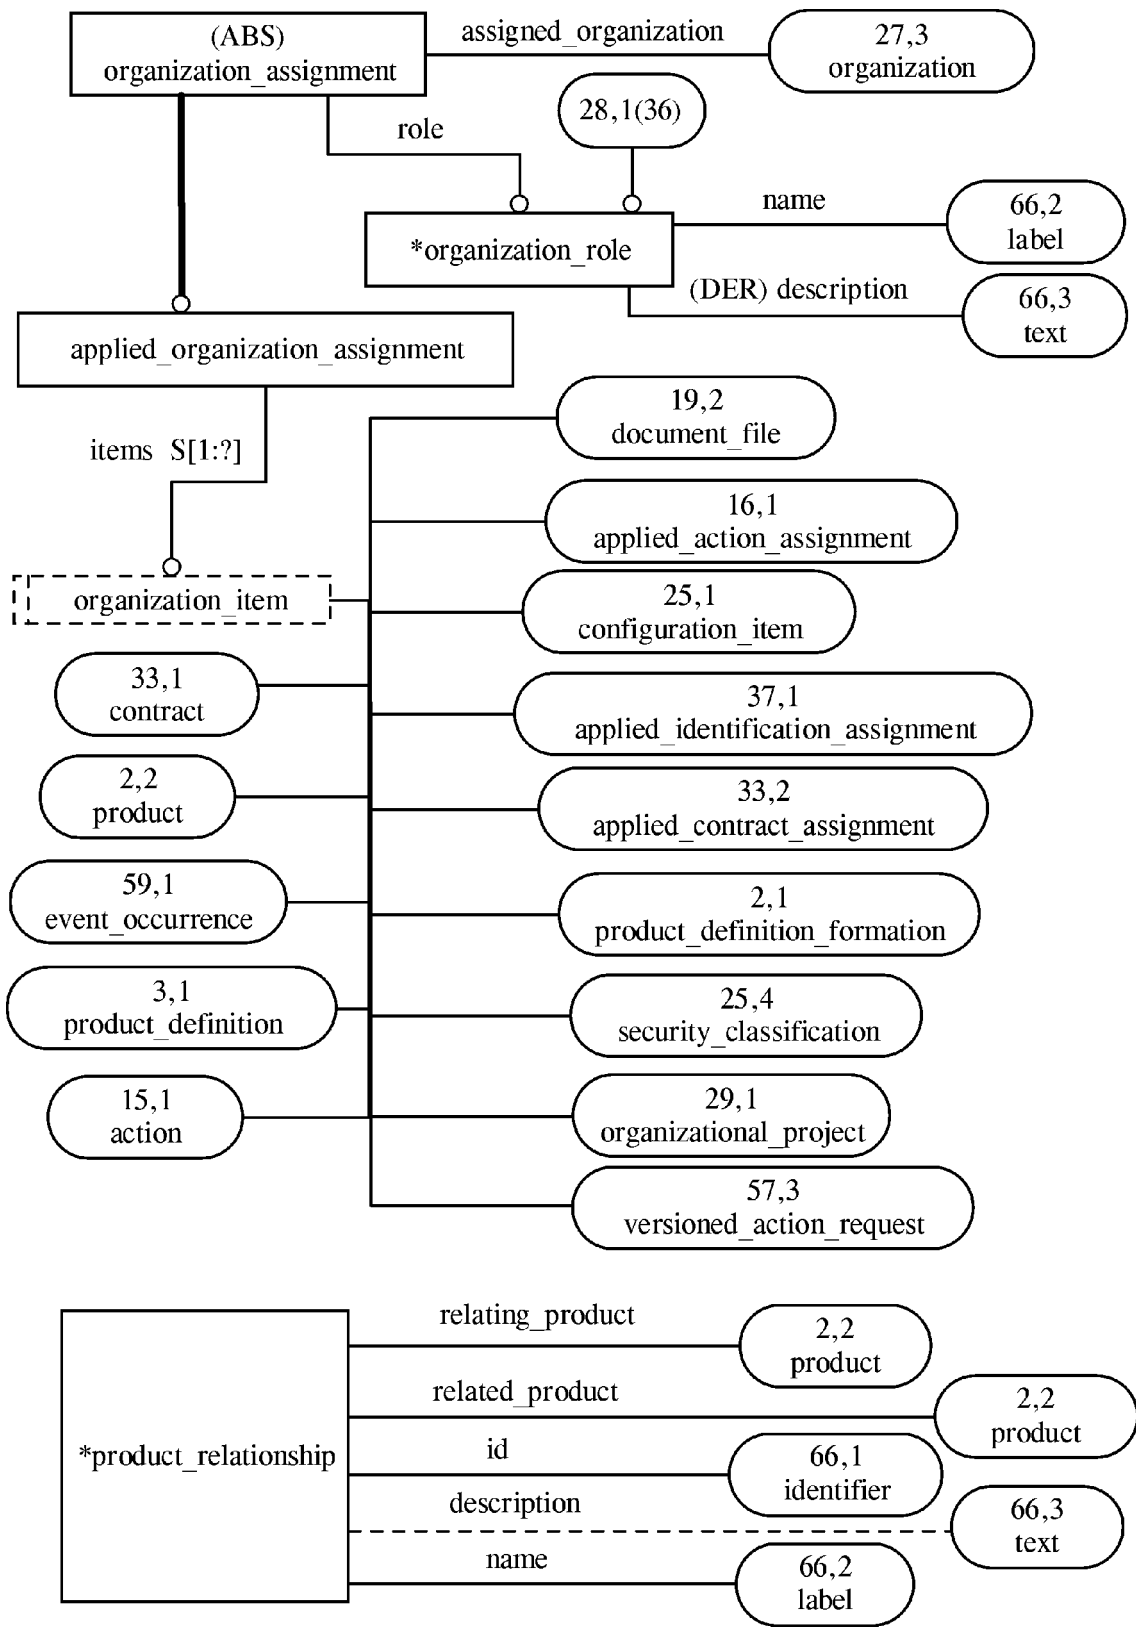 (ABS)
organization_assignment
assigned_organization
27,3
organization
role
28,1(36)
*organization_role
name
66,2
label
(DER) description
66,3
text
applied_organization_assignment
items S[1:?]
organization_item
19,2
document_file
16,1
applied_action_assignment
25,1
configuration_item
33,1
contract
37,1
applied_identification_assignment
2,2
product
33,2
applied_contract_assignment
59,1
event_occurrence
2,1
product_definition_formation
3,1
product_definition
25,4
security_classification
15,1
action
29,1
organizational_project
57,3
versioned_action_request
*product_relationship
relating_product
2,2
product
related_product
2,2
product
id
66,1
identifier
description
66,3
text
name
66,2
label